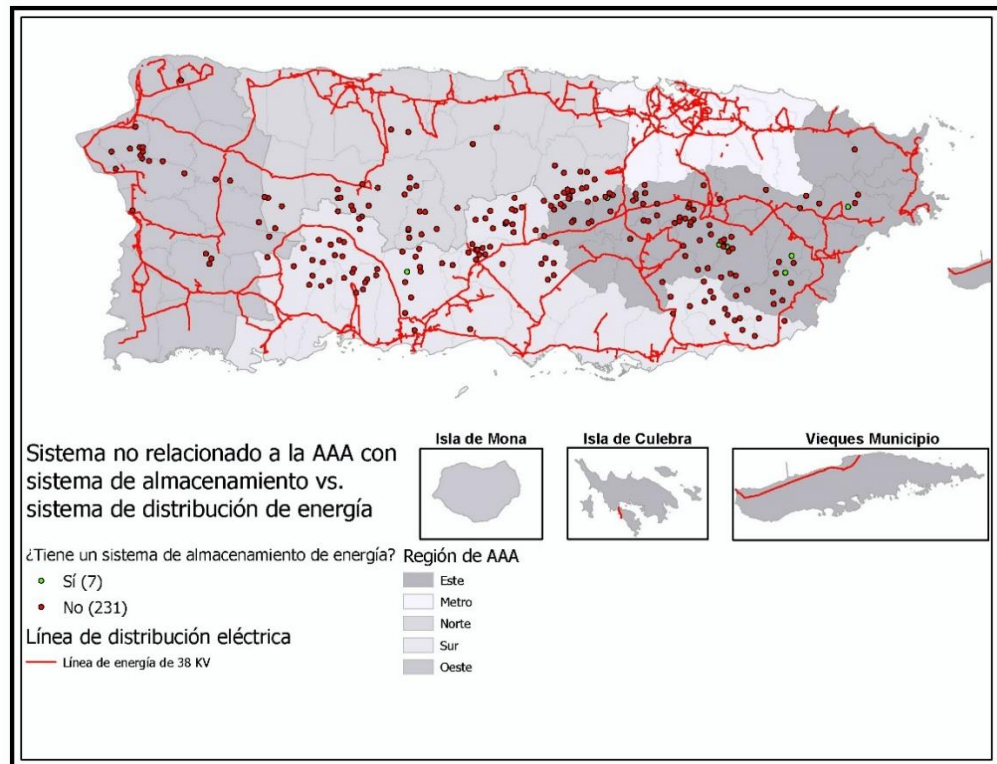 Sistema no relacionado a la AAA con
sistema de almacenamiento vs.
sistema de distribución de energía
¿Tiene un sistema de almacenamiento de energía?
Sí (7)
No (231)
Línea de distribución eléctrica
Línea de energía de 38 KV
Isla de Mona
Isla de Culebra
Vieques Municipio
Región de AAA
Este
Metro
Norte
Sur
Oeste